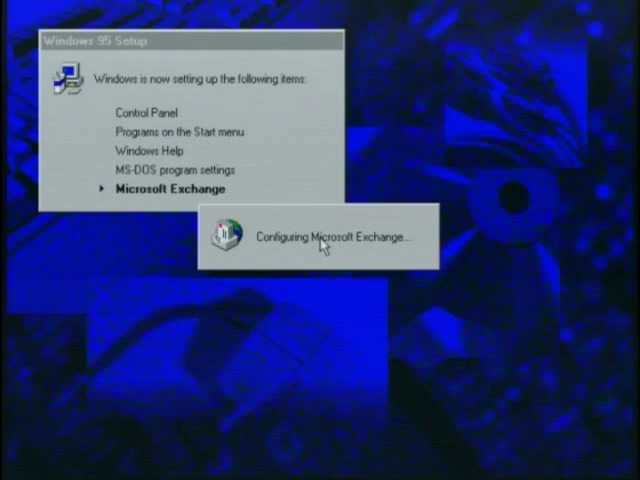 Windows 95 Setup
Windows is now setting up the following items:
Control Panel
Programs on the Start menu
Windows Help
MS-DOS program settings
Microsoft Exchange
Configuring Microsoft Exchange...